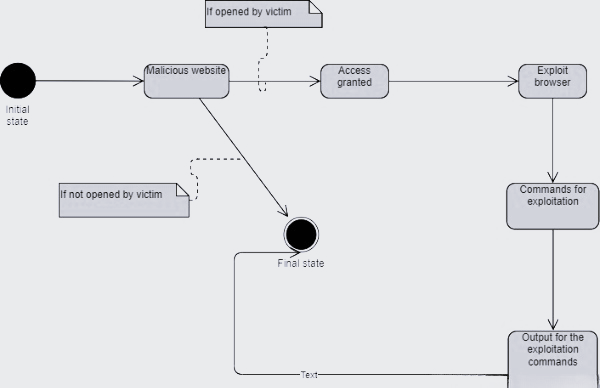 If opened by victim
Malicious website
Access
granted
Exploit
browser
Initial
state
If not opened by victim
Commands for
exploitation
Final state
Output for the
exploitation
commands
Text